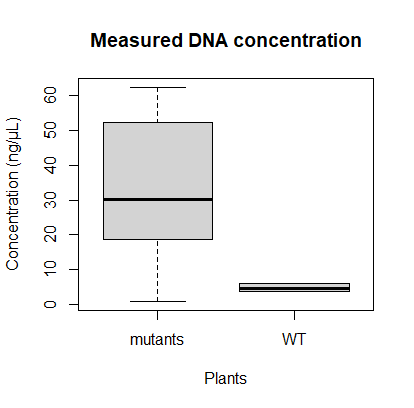 Measured DNA concentration
Concentration (ng/µL)
60
50
40
30
20
10
0
mutants
WT
Plants